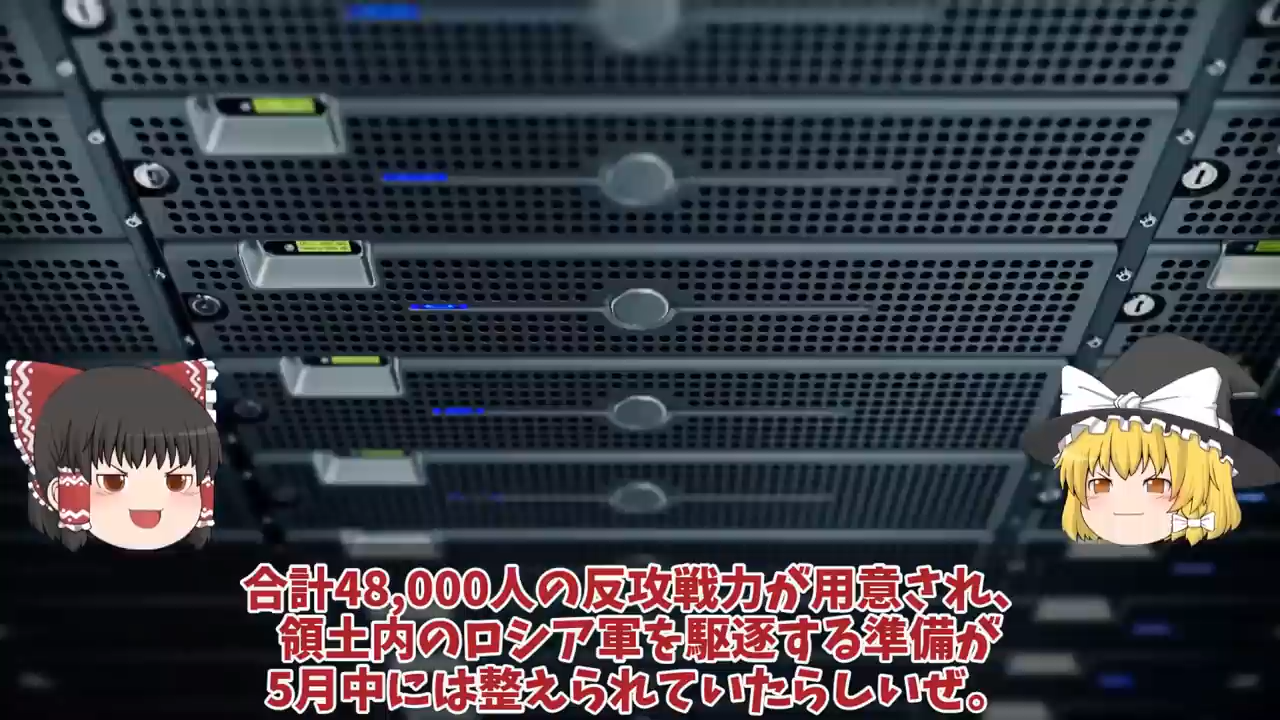 合計48,000人の反攻戦力が用意され、
領土内のロシア軍を駆逐する準備が
5月中には整えられていたらしいぜ。